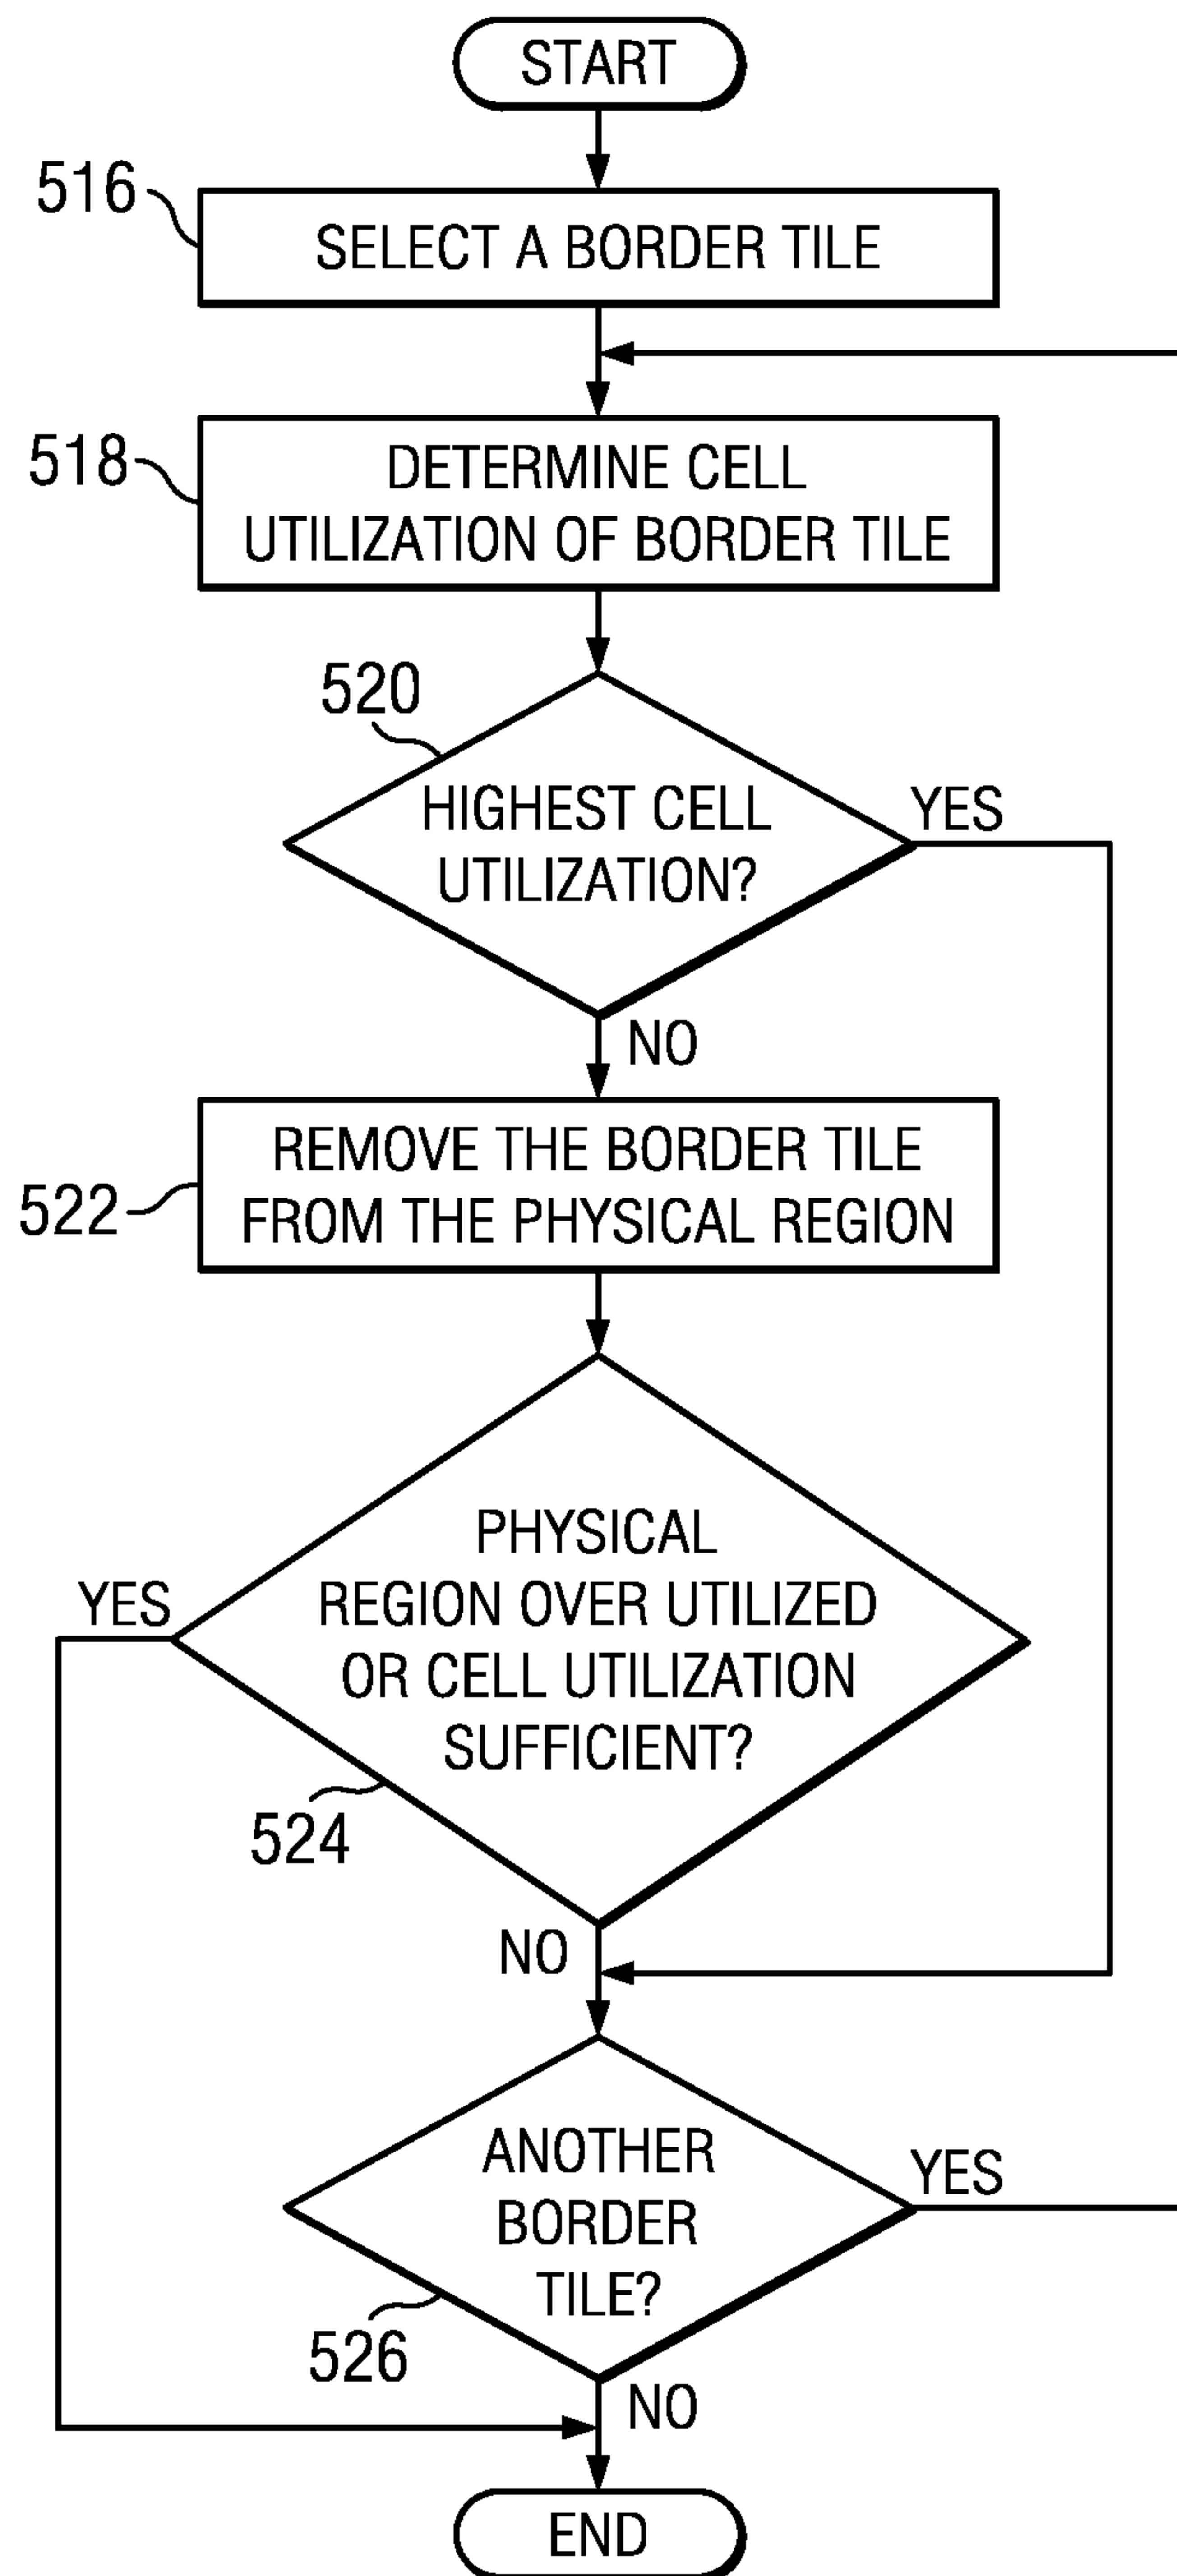 START
516
SELECT A BORDER TILE
518
DETERMINE CELL
UTILIZATION OF BORDER TILE
520
HIGHEST CELL
UTILIZATION?
YES
NO
522
REMOVE THE BORDER TILE
FROM THE PHYSICAL REGION
PHYSICAL
REGION OVER UTILIZED
OR CELL UTILIZATION
SUFFICIENT?
YES
524
NO
ANOTHER
BORDER
TILE?
YES
526
NO
END